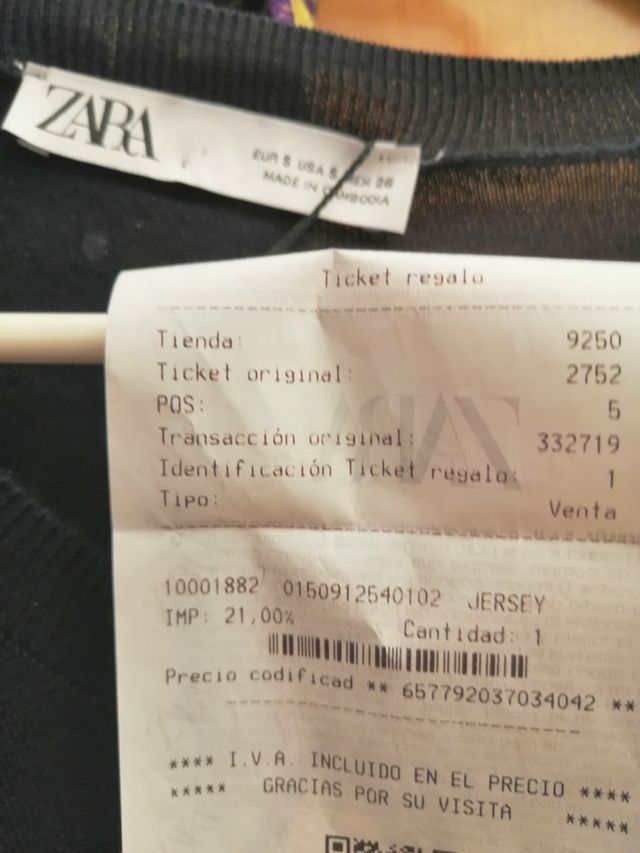 ZARA
EUR S USA S MEX 26
MADE IN CAMBODIA
Ticket regalo
Tienda: 9250
Ticket original: 2752
POS: 5
Transacción original: 332719
Identificación Ticket regalo: 1
Tipo: Venta
10001882 01509125401​02 JERSEY
IMP: 21,00% Cantidad: 1
Precio codificad ** 657792037034042 **
**** I.V.A. INCLUIDO EN EL PRECIO ****
***** GRACIAS POR SU VISITA *****